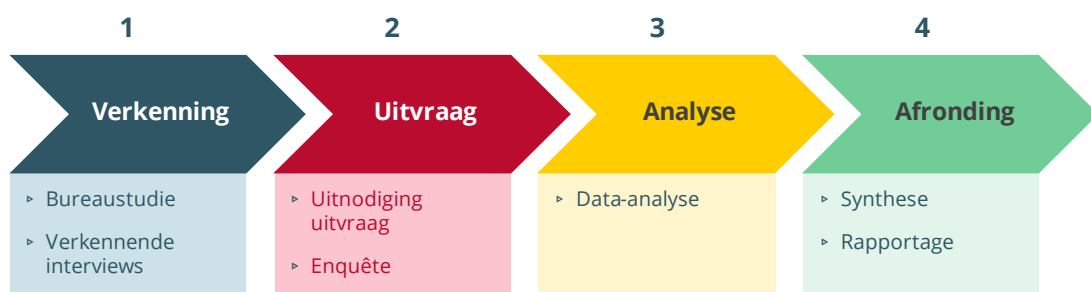 1
2
3
4
Verkenning
Uitvraag
Analyse
Afronding
Bureaustudie
Verkennende
interviews
Uitnodiging
uitvraag
Enquête
Data-analyse
Synthese
Rapportage